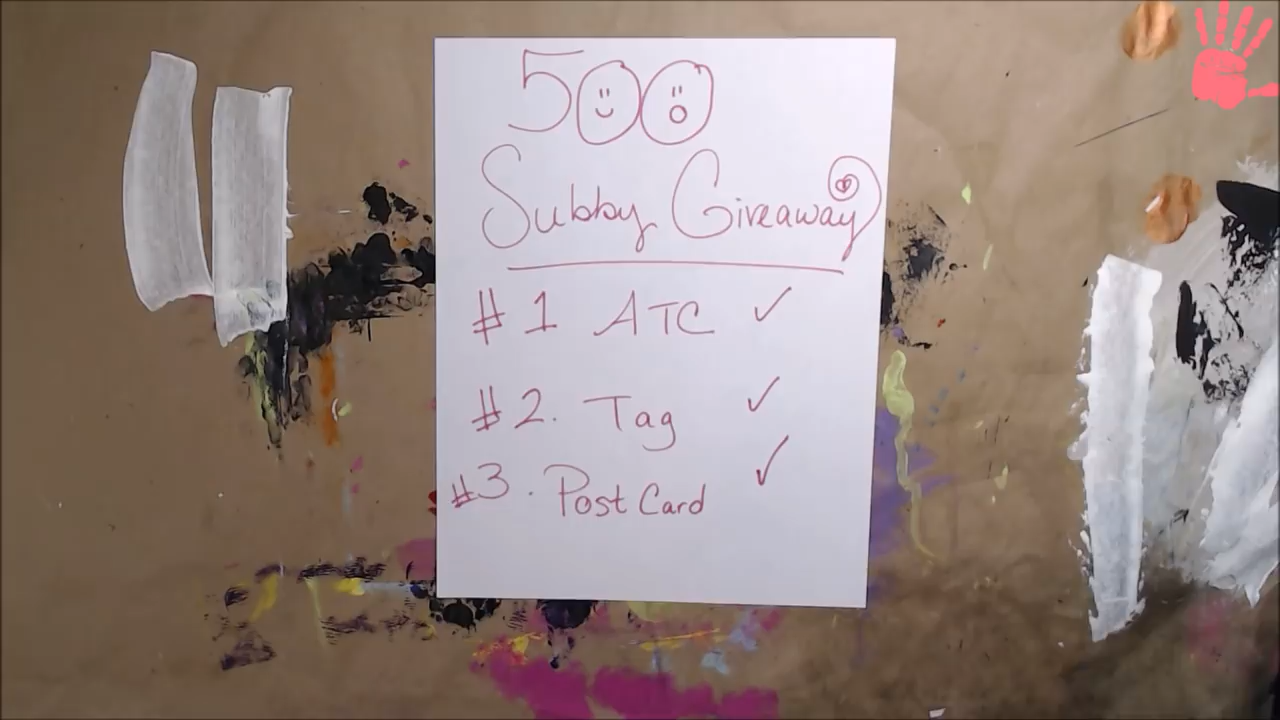 500
Subby Giveaway
#1 ATC ✓
#2. Tag ✓
#3. Post Card ✓